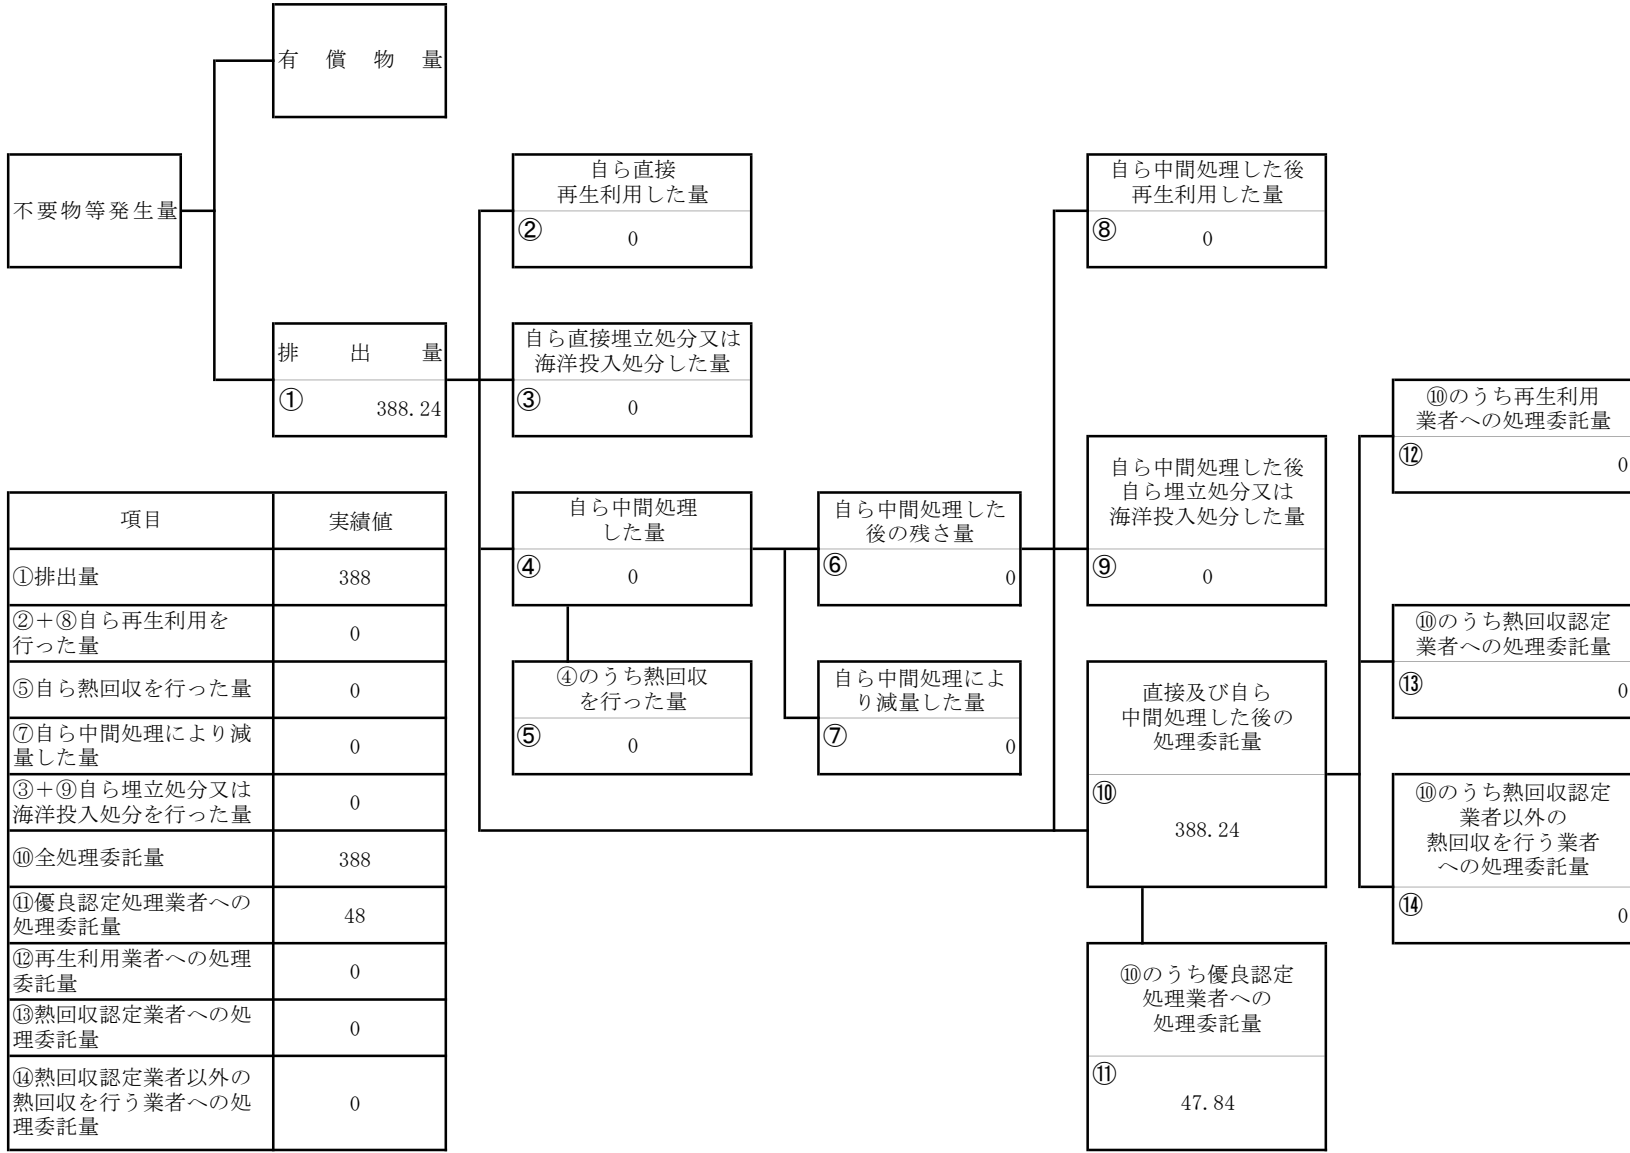 有償物量
不要物等発生量
排出量
①
388.24
自ら直接
再生利用した量
②
0
自ら直接埋立処分又は
海洋投入処分した量
③
0
自ら中間処理
した量
④
0
④のうち熱回収
を行った量
⑤
0
自ら中間処理した
後の残さ量
⑥
0
自ら中間処理によ
り減量した量
⑦
0
自ら中間処理した後
再生利用した量
⑧
0
自ら中間処理した後
自ら埋立処分又は
海洋投入処分した量
⑨
0
直接及び自ら
中間処理した後の
処理委託量
⑩
388.24
⑩のうち優良認定
処理業者への
処理委託量
⑪
47.84
⑩のうち再生利用
業者への処理委託量
⑫
0
⑩のうち熱回収認定
業者への処理委託量
⑬
0
⑩のうち熱回収認定
業者以外の
熱回収を行う業者
への処理委託量
⑭
0
項目 実績値
①排出量 388
②＋⑧自ら再生利用を
行った量 0
⑤自ら熱回収を行った量 0
⑦自ら中間処理により減
量した量 0
③＋⑨自ら埋立処分又は
海洋投入処分を行った量 0
⑩全処理委託量 388
⑪優良認定処理業者への
処理委託量 48
⑫再生利用業者への処理
委託量 0
⑬熱回収認定業者への処
理委託量 0
⑭熱回収認定業者以外の
熱回収を行う業者への処
理委託量 0